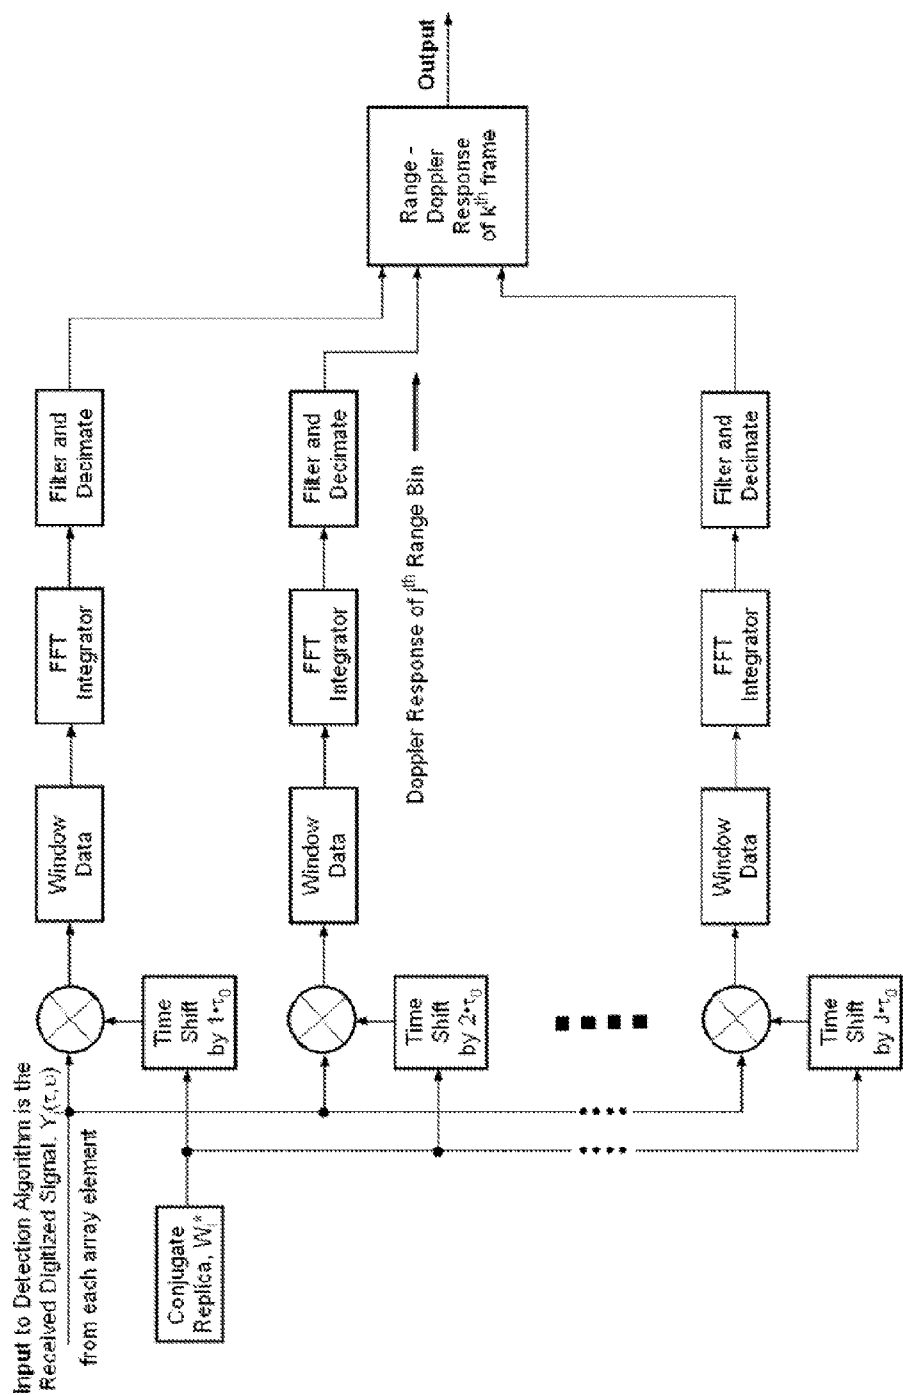 Input to Detection Algorithm is the
Received Digitized Signal, Yᵢ(τ,υ)
from each array element
Conjugate
Replica, Wᵢ*
Time
Shift
by 1•τ₀
Window
Data
FFT
Integrator
Filter and
Decimate
Time
Shift
by 2•τ₀
Window
Data
FFT
Integrator
Filter and
Decimate
Doppler Response of jᵗʰ Range Bin
Time
Shift
by J•τ₀
Window
Data
FFT
Integrator
Filter and
Decimate
Range -
Doppler
Response
of kᵗʰ frame
Output